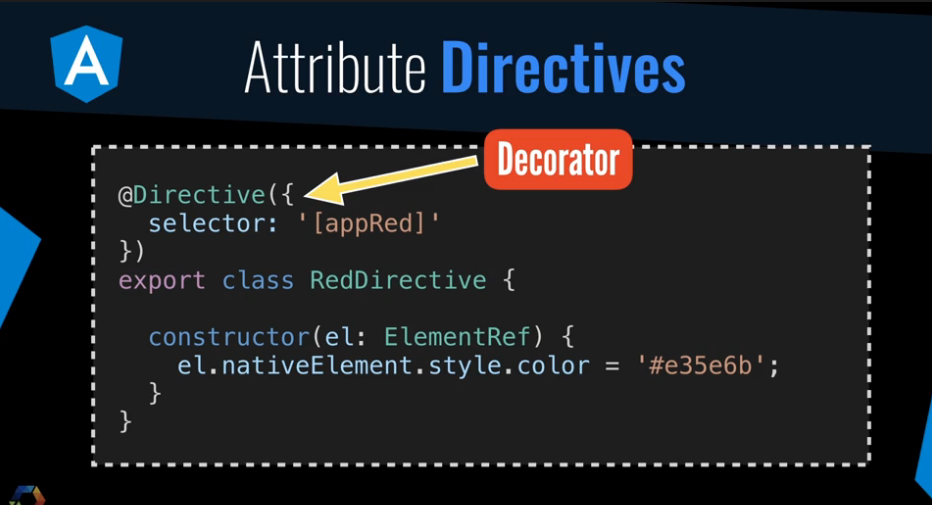 A
Attribute Directives
Decorator
@Directive({
  selector: '[appRed]'
})
export class RedDirective {
  constructor(el: ElementRef) {
    el.nativeElement.style.color = '#e35e6b';
  }
}